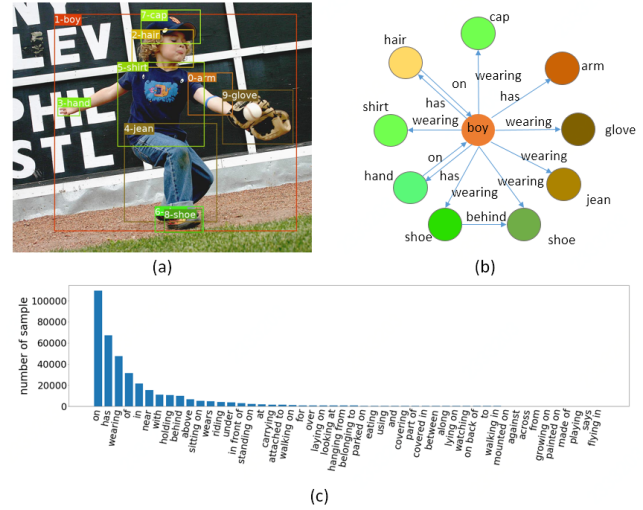 NY
LEV
PHIL
STL
1-boy
7-cap
2-hair
5-shirt
0-arm
3-hand
9-glove
4-jean
8-shoe
(a)
cap
hair
arm
on
wearing
has
has
shirt
wearing
boy
wearing
glove
on
wearing
hand
has
wearing
wearing
jean
behind
shoe
shoe
(b)
number of sample
100000
80000
60000
40000
20000
0
on
has
wearing
of
in
near
with
holding
behind
above
sitting on
wears
riding
under
in front of
standing on
at
carrying
attached to
walking on
for
over
laying on
looking at
hanging from
belonging to
parked on
eating
using
and
covering
part of
covered in
between
along
lying on
watching
on back of
to
walking in
mounted on
against
across
from
growing on
painted on
made of
playing
says
flying in
(c)